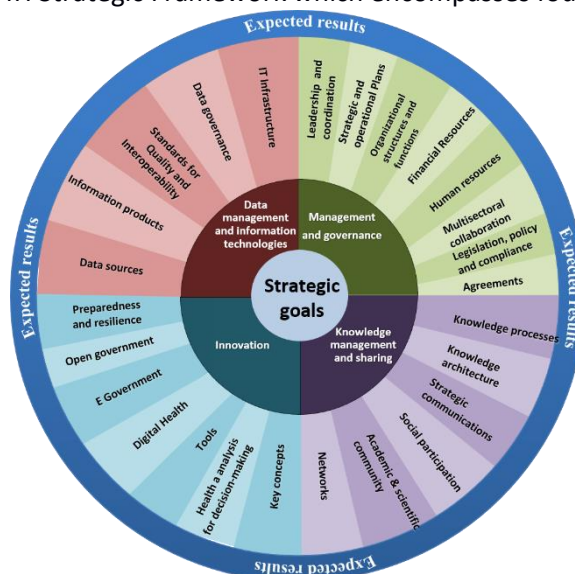 Strategic Framework which encompasses fou
Expected results
Expected results
Expected results
Expected results
IT Infrastructure
Data governance
Standards for
Quality and
Interoperability
Information products
Data sources
Data
management
and information
technologies
Leadership and
coordination
Strategic and
operational Plans
Organizational
structures and
functions
Financial Resources
Human resources
Multisectoral
collaboration
Legislation, policy
and compliance
Agreements
Management
and governance
Strategic
goals
Preparedness
and resilience
Open government
E Government
Digital Health
Tools
Health a analysis
for decision-making
Key concepts
Innovation
Knowledge
management
and sharing
Knowledge processes
Knowledge
architecture
Strategic
communications
Social participation
Academic & scientific
community
Networks